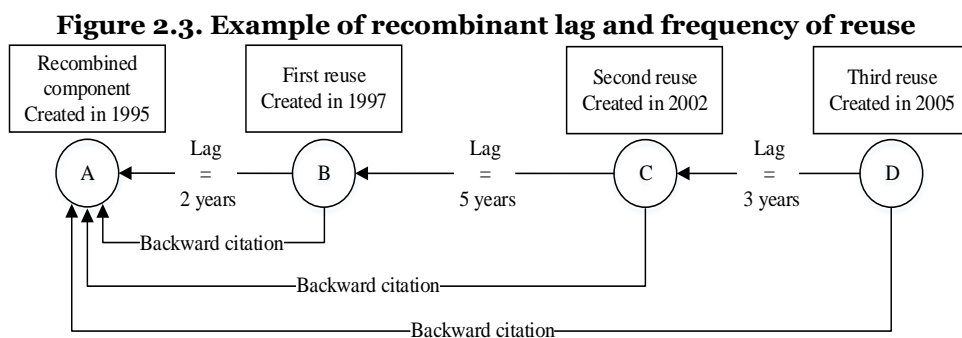 Figure 2.3. Example of recombinant lag and frequency of reuse
Recombined
component
Created in 1995
First reuse
Created in 1997
Second reuse
Created in 2002
Third reuse
Created in 2005
A
Lag
=
2 years
B
Lag
=
5 years
C
Lag
=
3 years
D
Backward citation
Backward citation
Backward citation